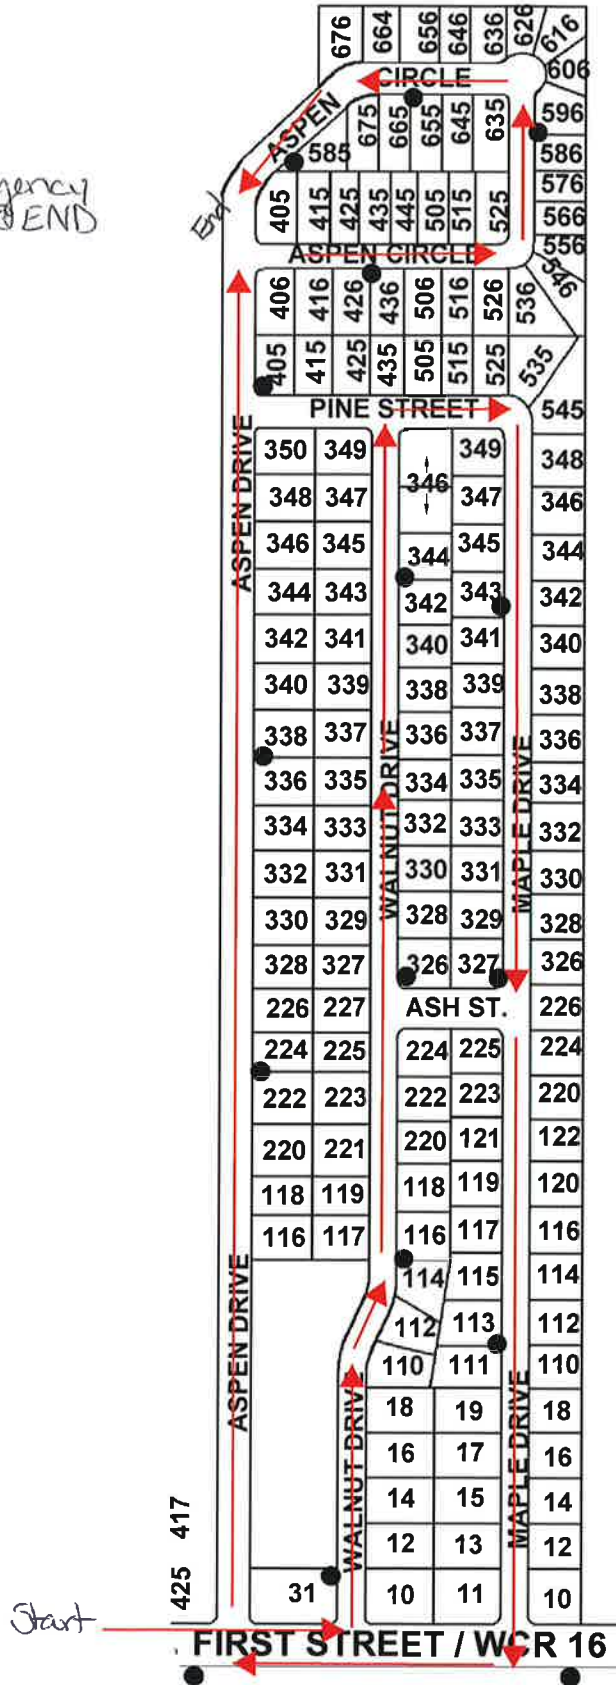 676 664 656 646 636 626 616
606
CIRCLE
ASPEN
675 665 655 645 635
596
585
586
gency
END
576
405 415 425 435 445 505 515 525
566
End
556
ASPEN CIRCLE
546
406 416 426 436 506 516 526 536
405 415 425 435 505 515 525 535
PINE STREET
545
350 349 349 348
346
348 347 347 346
ASPEN DRIVE
346 345 344 345 344
344 343 342 343 342
342 341 340 341 340
340 339 338 339 338
338 337 336 337 336
WALNUT DRIVE
MAPLE DRIVE
336 335 334 335 334
334 333 332 333 332
332 331 330 331 330
330 329 328 329 328
328 327 326 327 326
226 227 ASH ST. 226
224 225 224 225 224
222 223 222 223 220
220 221 220 121 122
118 119 118 119 120
116 117 116 117 116
ASPEN DRIVE
114 115 114
112 113 112
110 111 110
WALNUT DRIVE
MAPLE DRIVE
18 19 18
16 17 16
14 15 14
417
12 13 12
425
31 10 11 10
Start
FIRST STREET / WCR 16